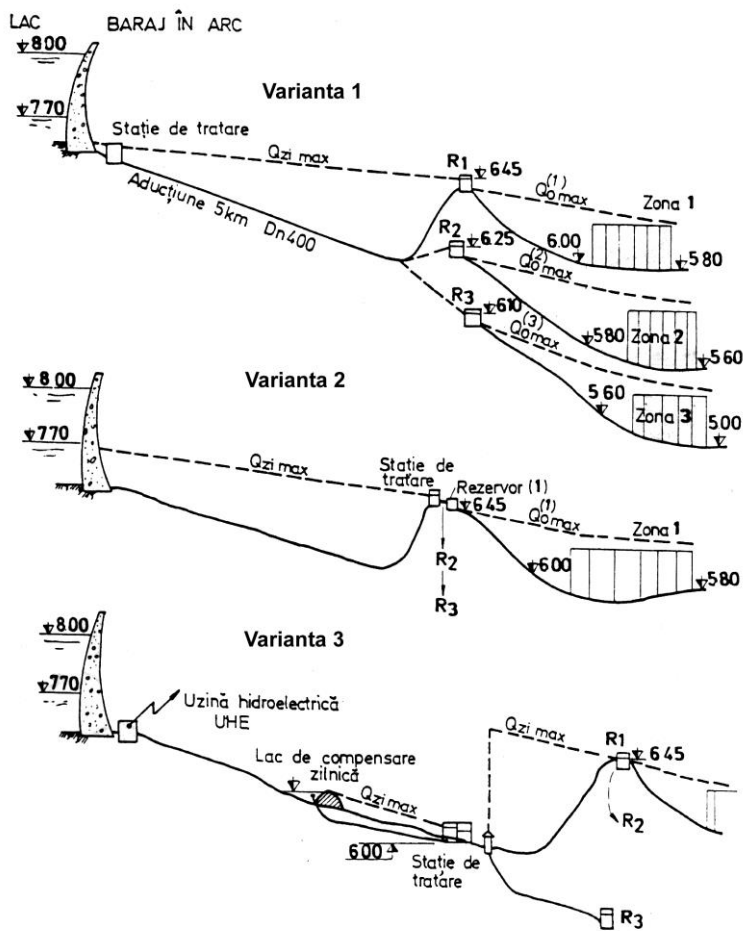 LAC BARAJ ÎN ARC
800
770
Varianta 1
Stație de tratare
Qzi max
Aducțiune 5km Dn400
R1
645
Qo max (1)
Zona 1
600
580
R2
6.25
Qo max (2)
580
Zona 2
560
R3
610
Qo max (3)
560
Zona 3
500
Varianta 2
800
770
Qzi max
Stație de
tratare
Rezervor (1)
645
Qo max (1)
Zona 1
R2
R3
600
580
Varianta 3
800
770
Uzină hidroelectrică
UHE
Lac de compensare
zilnică
Qzi max
600
Stație de
tratare
Qzi max
R1
645
R2
R3